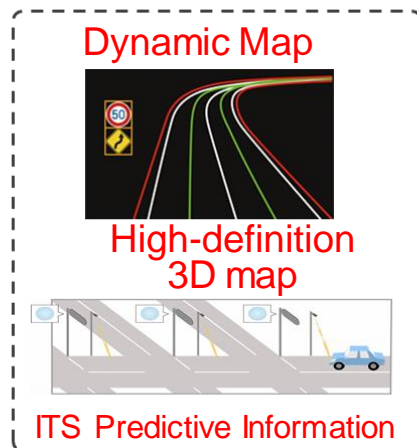 Dynamic Map
50
High-definition
3D map
ITS Predictive Information